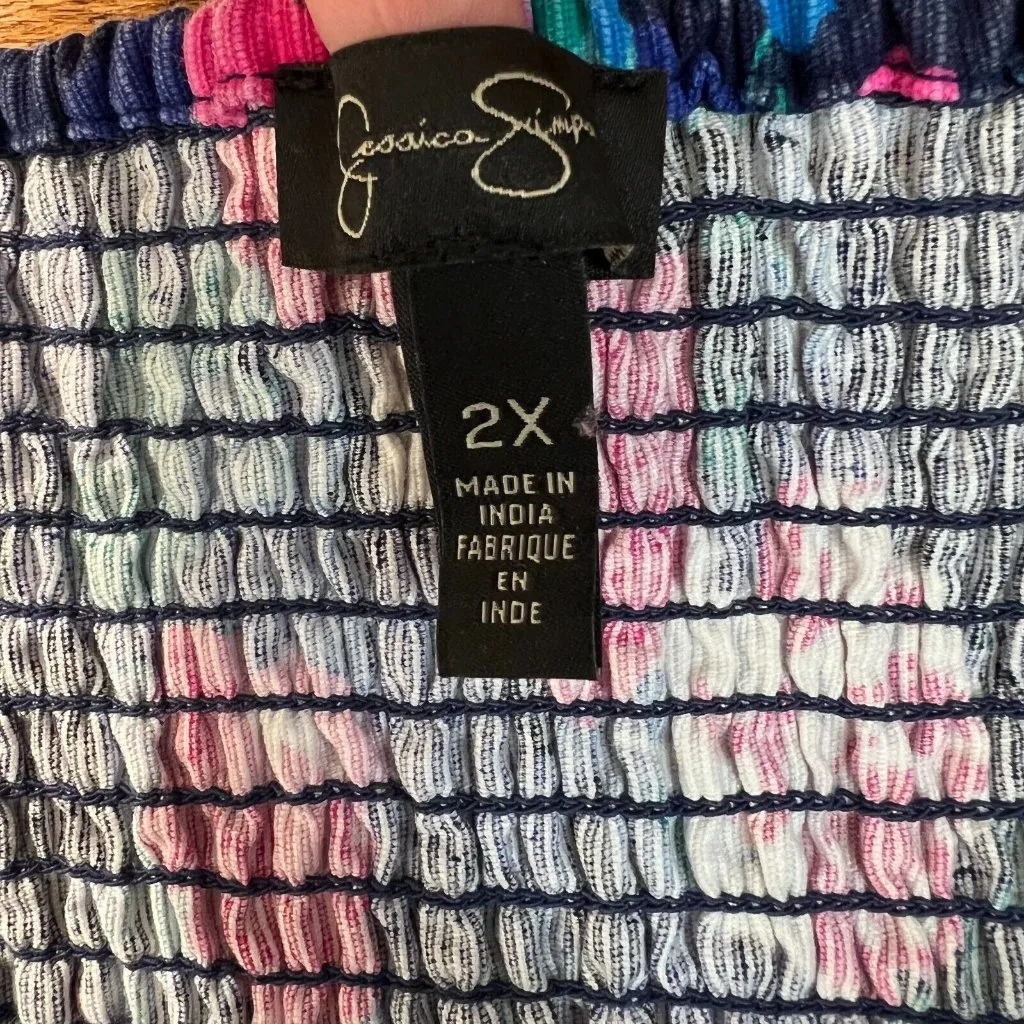 Jessica Simps
2X
MADE IN
INDIA
FABRIQUE
EN
INDE